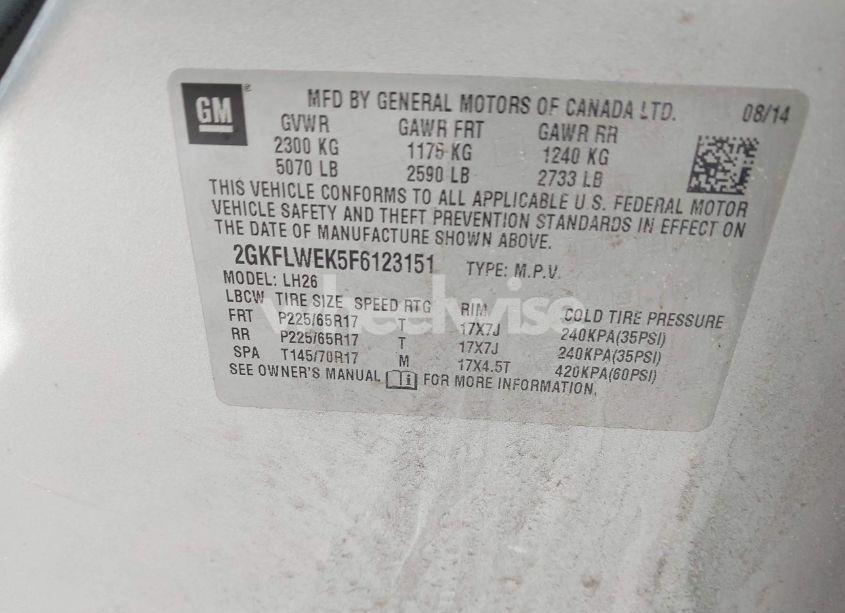 GM
MFD BY GENERAL MOTORS OF CANADA LTD. 08/14
GVWR GAWR FRT GAWR RR
2300 KG 1175 KG 1240 KG
5070 LB 2590 LB 2733 LB
THIS VEHICLE CONFORMS TO ALL APPLICABLE U.S. FEDERAL MOTOR
VEHICLE SAFETY AND THEFT PREVENTION STANDARDS IN EFFECT ON
THE DATE OF MANUFACTURE SHOWN ABOVE.
2GKFLWEK5F6123151 TYPE: M.P.V.
MODEL: LH26
LBCW TIRE SIZE SPEED RTG RIM COLD TIRE PRESSURE
FRT P225/65R17 T 17X7J 240KPA(35PSI)
RR P225/65R17 T 17X7J 240KPA(35PSI)
SPA T145/70R17 M 17X4.5T 420KPA(60PSI)
SEE OWNER'S MANUAL FOR MORE INFORMATION.
wheelwise